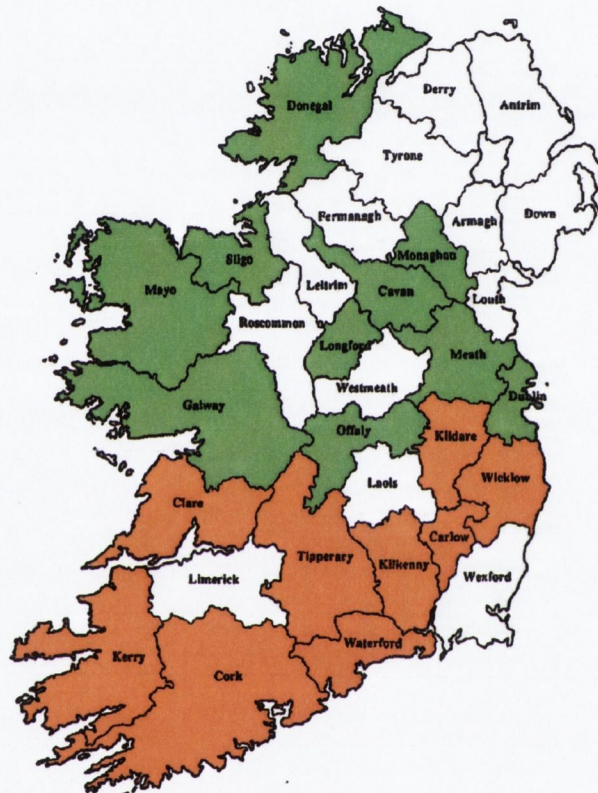 Donegal
Derry
Antrim
Tyrone
Fermanagh
Armagh
Down
Monaghan
Sligo
Leitrim
Cavan
Louth
Mayo
Roscommon
Longford
Meath
Westmeath
Galway
Dublin
Offaly
Kildare
Laois
Wicklow
Clare
Carlow
Tipperary
Kilkenny
Wexford
Limerick
Waterford
Kerry
Cork